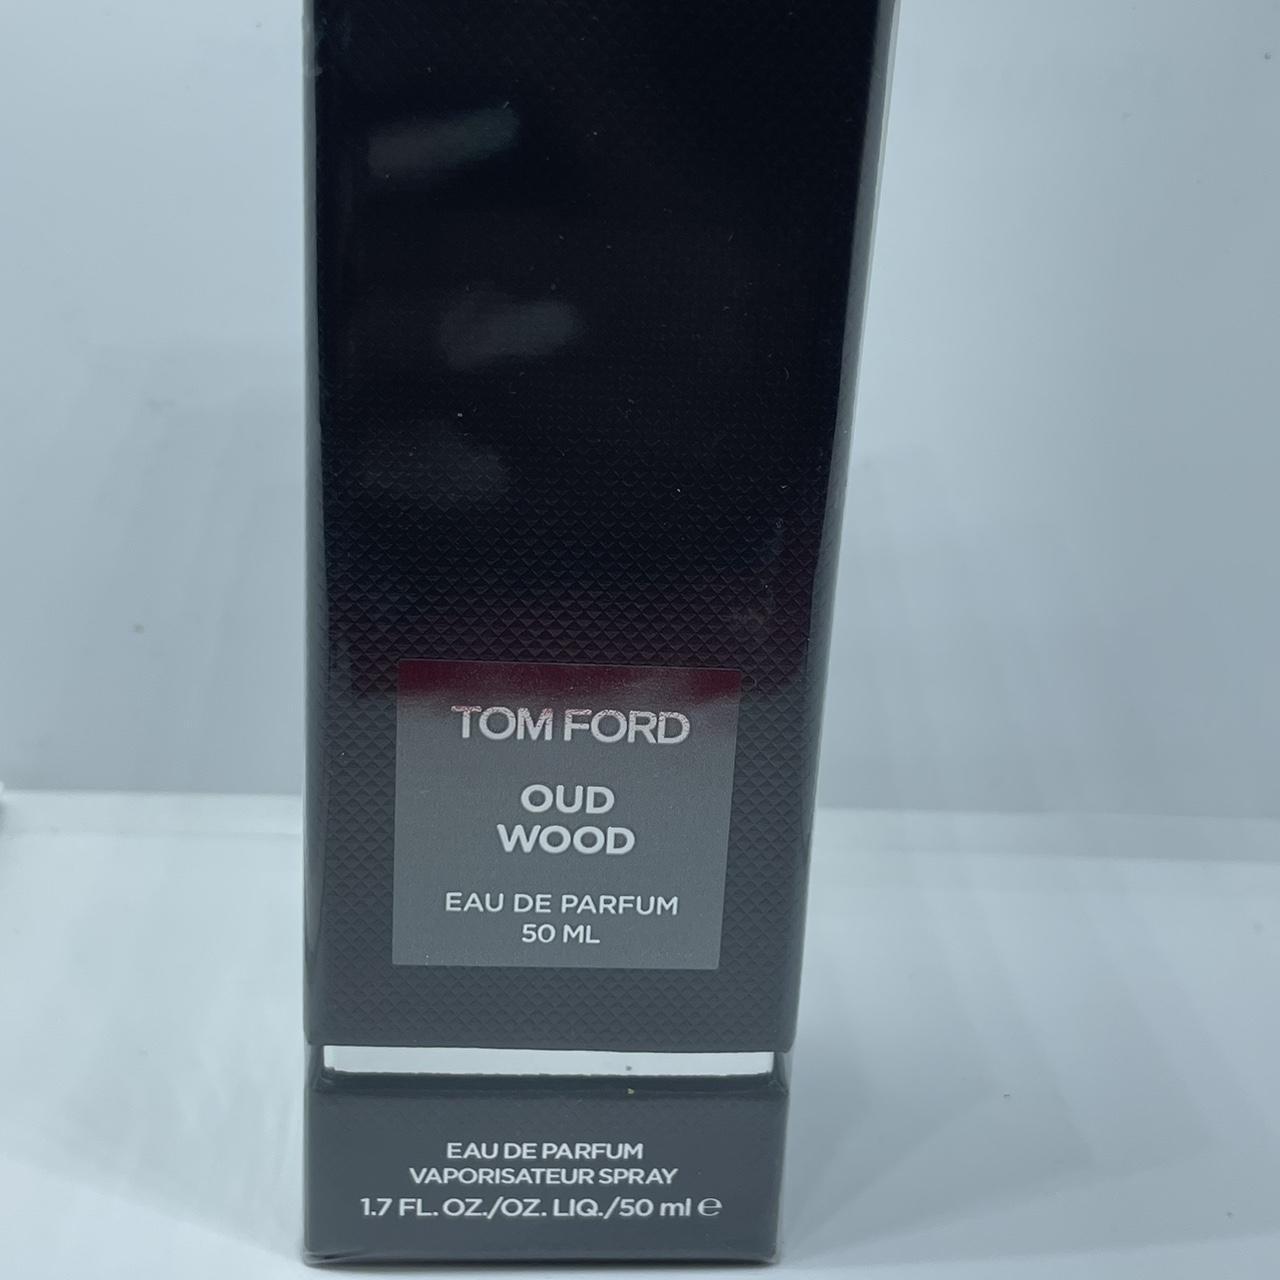 TOM FORD
OUD
WOOD
EAU DE PARFUM
50 ML
EAU DE PARFUM
VAPORISATEUR SPRAY
1.7 FL. OZ./OZ. LIQ./50 ml ℮